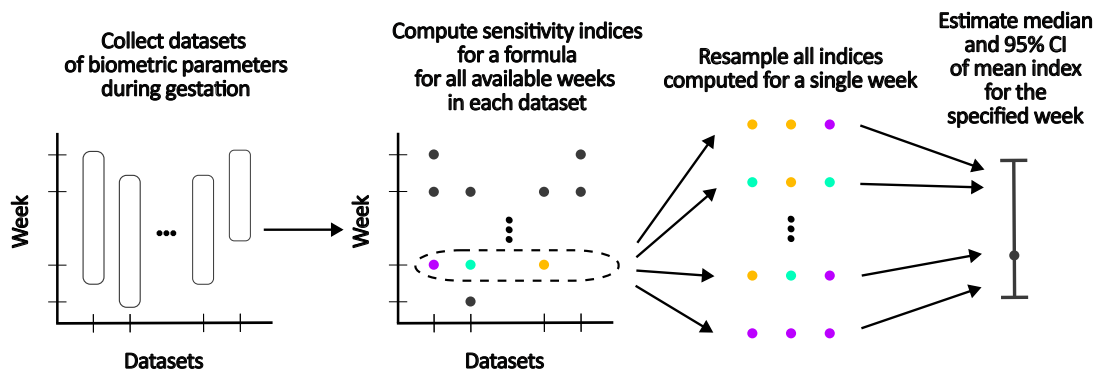 Collect datasets
of biometric parameters
during gestation
Week
Datasets
Compute sensitivity indices
for a formula
for all available weeks
in each dataset
Week
Datasets
Resample all indices
computed for a single week
Estimate median
and 95% CI
of mean index
for the
specified week